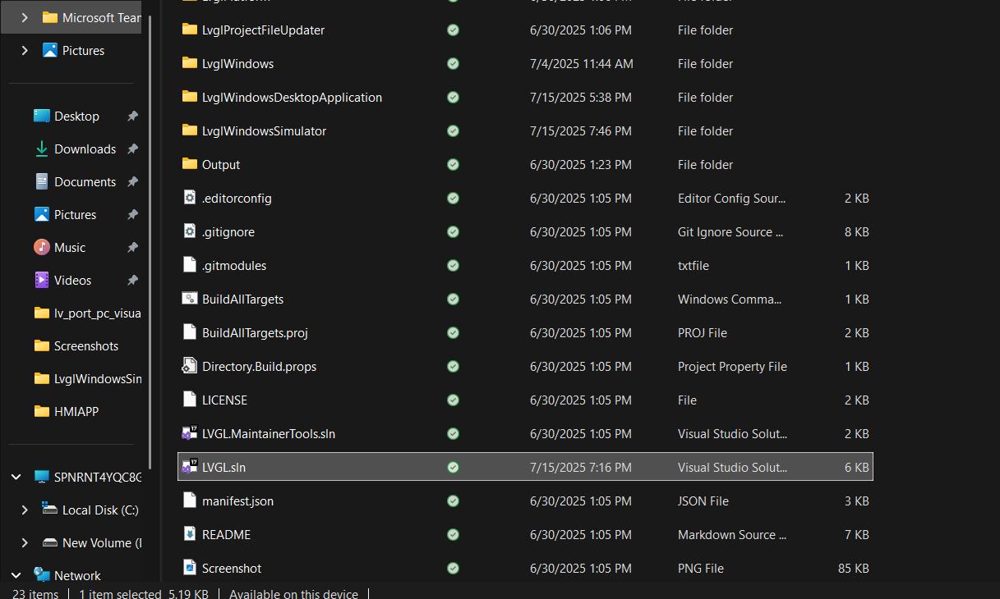 Microsoft Tear
Pictures
Desktop
Downloads
Documents
Pictures
Music
Videos
lv_port_pc_visua
Screenshots
LvglWindowsSin
HMIAPP
SPNRNT4YQC8G
Local Disk (C:)
New Volume (I
Network
LvglProjectFileUpdater 6/30/2025 1:06 PM File folder
LvglWindows 7/4/2025 11:44 AM File folder
LvglWindowsDesktopApplication 7/15/2025 5:38 PM File folder
LvglWindowsSimulator 7/15/2025 7:46 PM File folder
Output 6/30/2025 1:23 PM File folder
.editorconfig 6/30/2025 1:05 PM Editor Config Sour... 2 KB
.gitignore 6/30/2025 1:05 PM Git Ignore Source ... 8 KB
.gitmodules 6/30/2025 1:05 PM txtfile 1 KB
BuildAllTargets 6/30/2025 1:05 PM Windows Comma... 1 KB
BuildAllTargets.proj 6/30/2025 1:05 PM PROJ File 2 KB
Directory.Build.props 6/30/2025 1:05 PM Project Property File 1 KB
LICENSE 6/30/2025 1:05 PM File 2 KB
LVGL.MaintainerTools.sln 6/30/2025 1:05 PM Visual Studio Solut... 2 KB
LVGL.sln 7/15/2025 7:16 PM Visual Studio Solut... 6 KB
manifest.json 6/30/2025 1:05 PM JSON File 3 KB
README 6/30/2025 1:05 PM Markdown Source ... 7 KB
Screenshot 6/30/2025 1:05 PM PNG File 85 KB
23 items 1 item selected 5.19 KB Available on this device